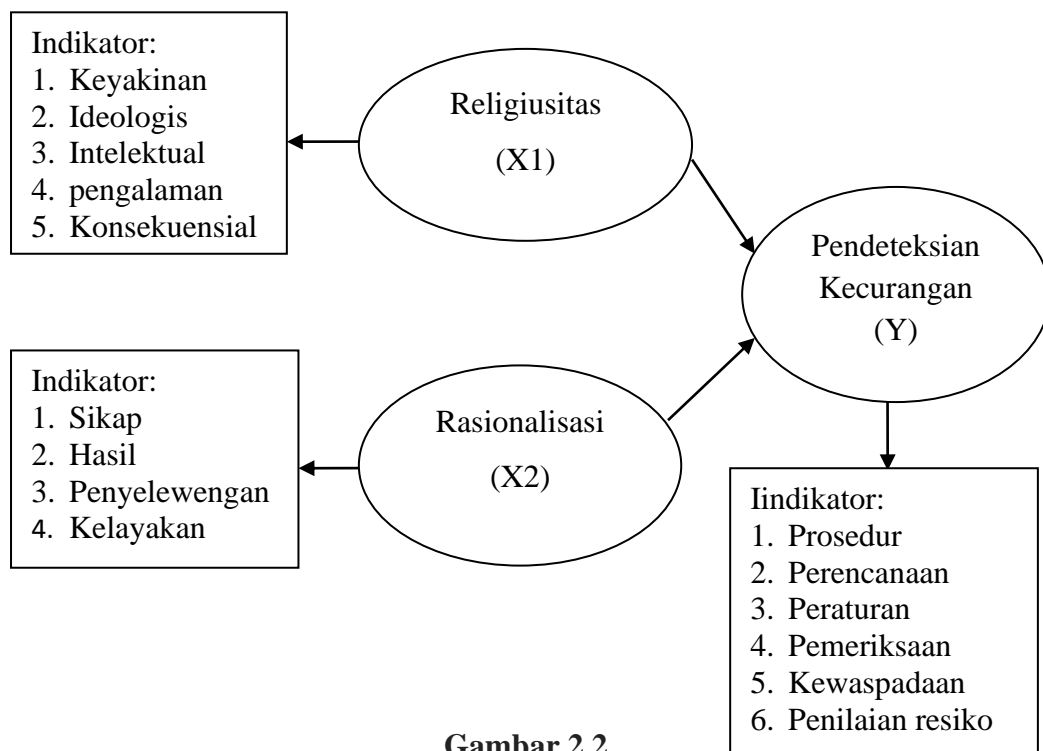 Indikator:
1. Keyakinan
2. Ideologis
3. Intelektual
4. pengalaman
5. Konsekuensial
Religiusitas
(X1)
Pendeteksian
Kecurangan
(Y)
Indikator:
1. Sikap
2. Hasil
3. Penyelewengan
4. Kelayakan
Rasionalisasi
(X2)
Iindikator:
1. Prosedur
2. Perencanaan
3. Peraturan
4. Pemeriksaan
5. Kewaspadaan
6. Penilaian resiko
Gambar 2.2